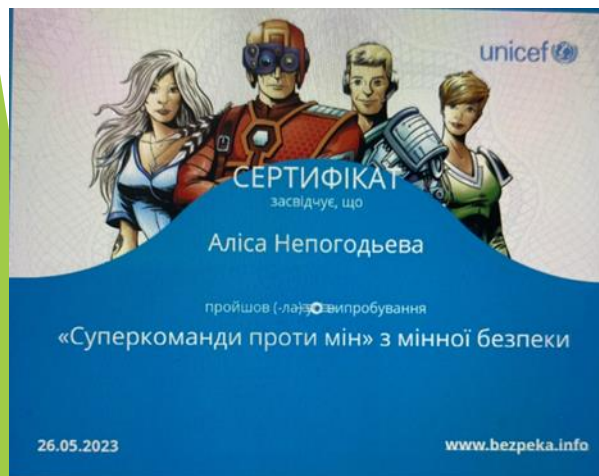 unicef
СЕРТИФІКАТ
засвідчує, що
Аліса Непогодьева
пройшов (-ла) випробування
«Суперкоманди проти мін» з мінної безпеки
26.05.2023
www.bezpeka.info